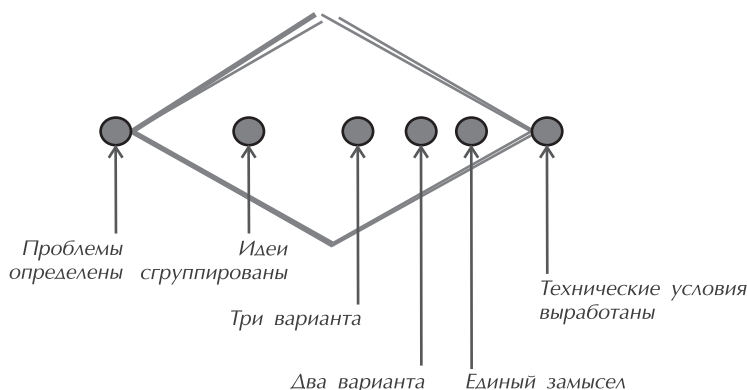 Проблемы
определены
Идеи
сгруппированы
Три варианта
Два варианта
Единый замысел
Технические условия
выработаны